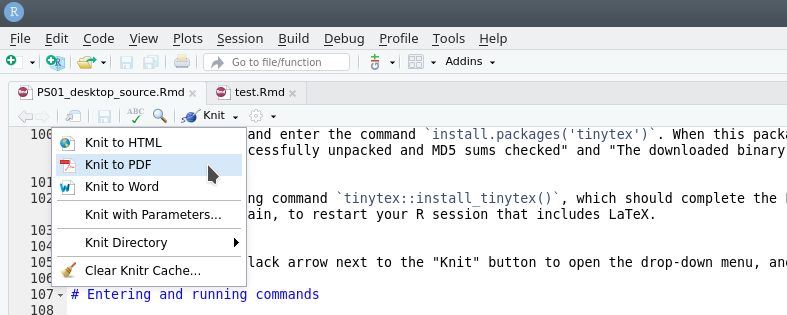 R
File Edit Code View Plots Session Build Debug Profile Tools Help
R Go to file/function Addins
PS01_desktop_source.Rmd test.Rmd
ABC Knit
100 and enter the command `install.packages('tinytex')`. When this pack
Knit to HTML
cessfully unpacked and MD5 sums checked" and "The downloaded binary
Knit to PDF
101
Knit to Word
102 ng command `tinytex::install_tinytex()`, which should complete the
Knit with Parameters... ain, to restart your R session that includes LaTeX.
103
Knit Directory
104
105 lack arrow next to the "Knit" button to open the drop-down menu, an
Clear Knitr Cache...
106
107 # Entering and running commands
108